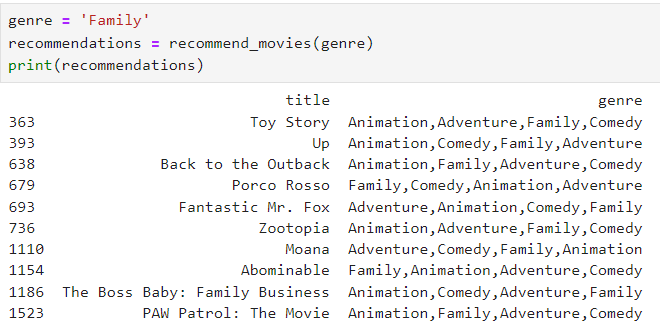 genre = 'Family'
recommendations = recommend_movies(genre)
print(recommendations)
title genre
363 Toy Story Animation,Adventure,Family,Comedy
393 Up Animation,Comedy,Family,Adventure
638 Back to the Outback Animation,Family,Adventure,Comedy
679 Porco Rosso Family,Comedy,Animation,Adventure
693 Fantastic Mr. Fox Adventure,Animation,Comedy,Family
736 Zootopia Animation,Adventure,Family,Comedy
1110 Moana Adventure,Comedy,Family,Animation
1154 Abominable Family,Animation,Adventure,Comedy
1186 The Boss Baby: Family Business Animation,Comedy,Adventure,Family
1523 PAW Patrol: The Movie Animation,Family,Adventure,Comedy